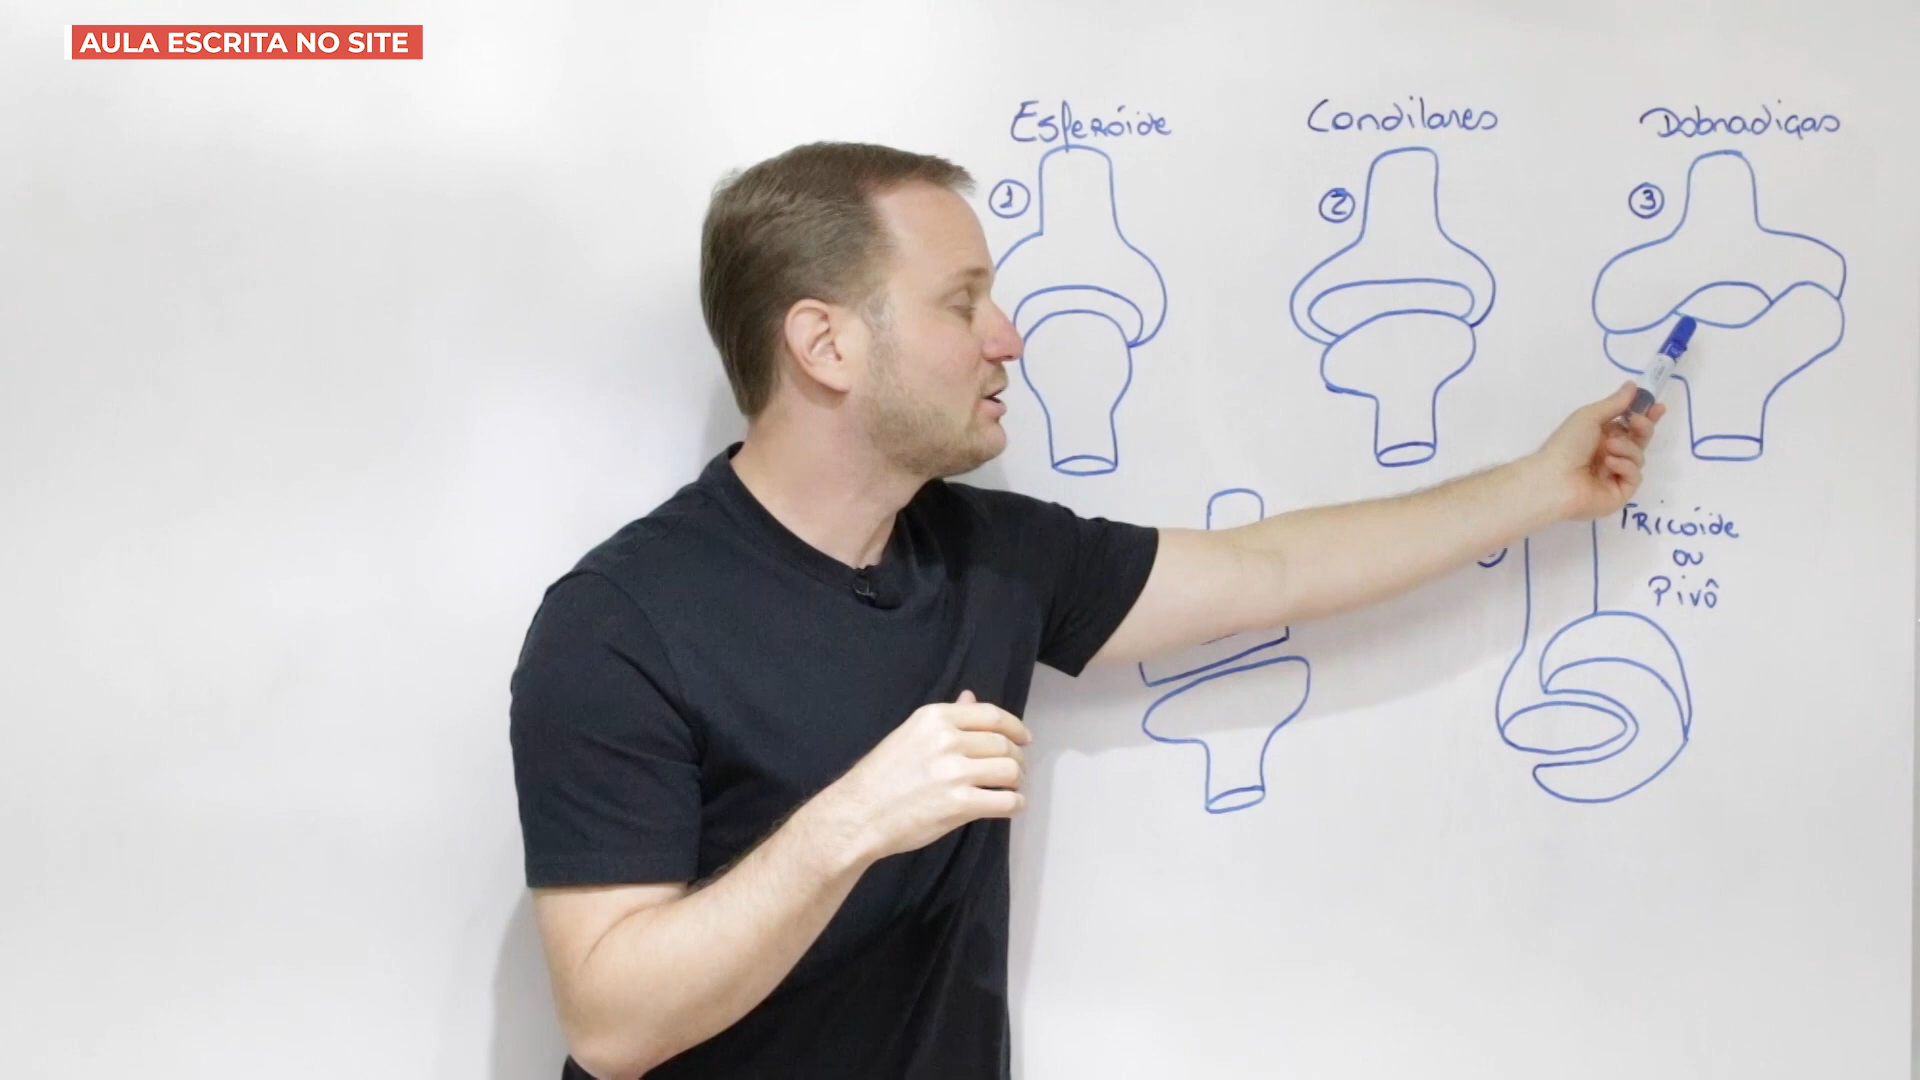 AULA ESCRITA NO SITE
Esferóide
Condilares
Dobradiças
1
2
3
Tricóide
ou
Pivô